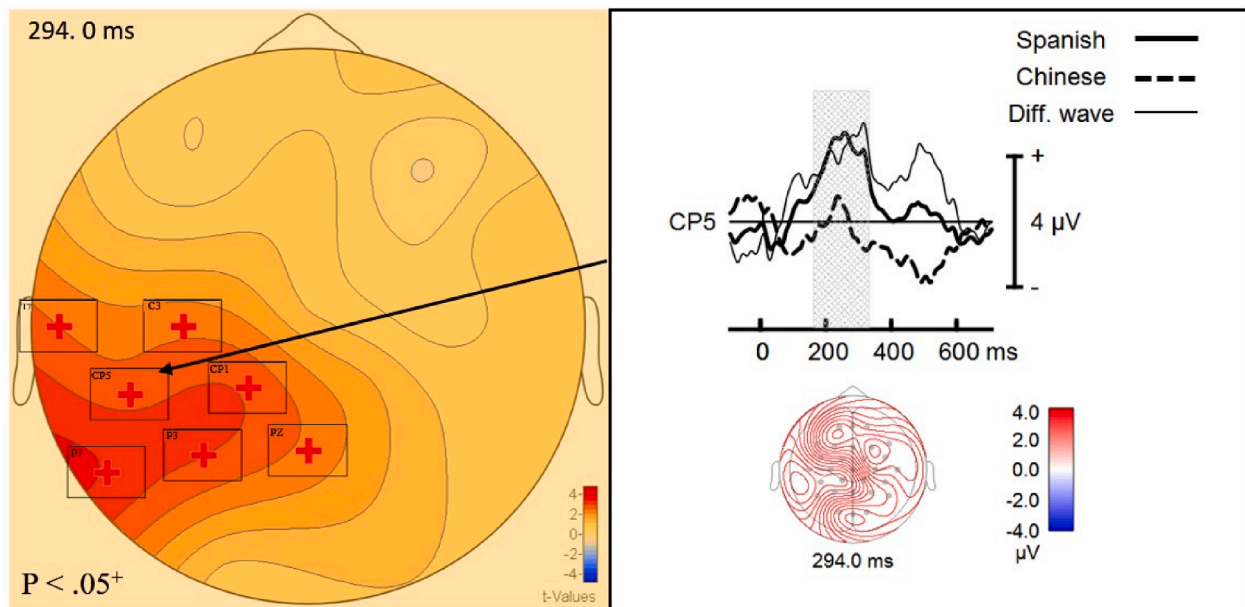 294. 0 ms
C3
CP5
CP1
P3
PZ
P7
4
2
0
-2
-4
t-Values
P < .05+
Spanish
Chinese
Diff. wave
+
CP5
4 µV
-
0 200 400 600 ms
294.0 ms
4.0
2.0
0.0
-2.0
-4.0
µV